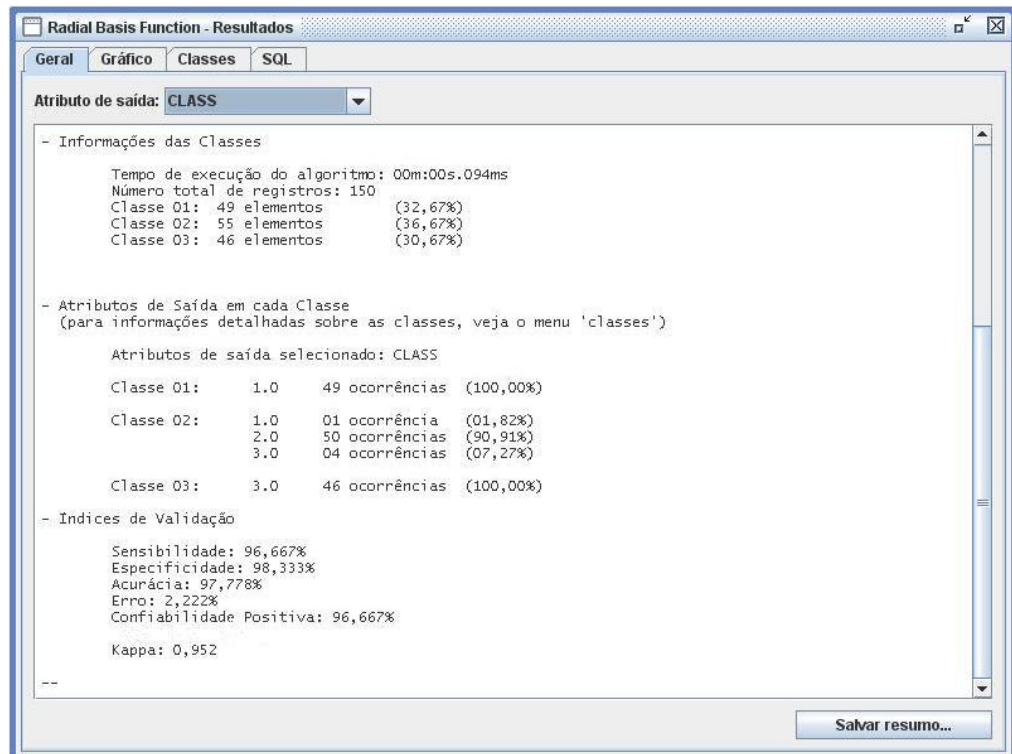 Radial Basis Function - Resultados
Geral Gráfico Classes SQL
Atributo de saída: CLASS
- Informações das Classes
Tempo de execução do algoritmo: 00m:00s.094ms
Número total de registros: 150
Classe 01: 49 elementos (32,67%)
Classe 02: 55 elementos (36,67%)
Classe 03: 46 elementos (30,67%)
- Atributos de Saída em cada Classe
(para informações detalhadas sobre as classes, veja o menu 'classes')
Atributos de saída selecionado: CLASS
Classe 01: 1.0 49 ocorrências (100,00%)
Classe 02: 1.0 01 ocorrência (01,82%)
2.0 50 ocorrências (90,91%)
3.0 04 ocorrências (07,27%)
Classe 03: 3.0 46 ocorrências (100,00%)
- Índices de Validação
Sensibilidade: 96,667%
Especificidade: 98,333%
Acurácia: 97,778%
Erro: 2,222%
Confiabilidade Positiva: 96,667%
Kappa: 0,952
--
Salvar resumo...